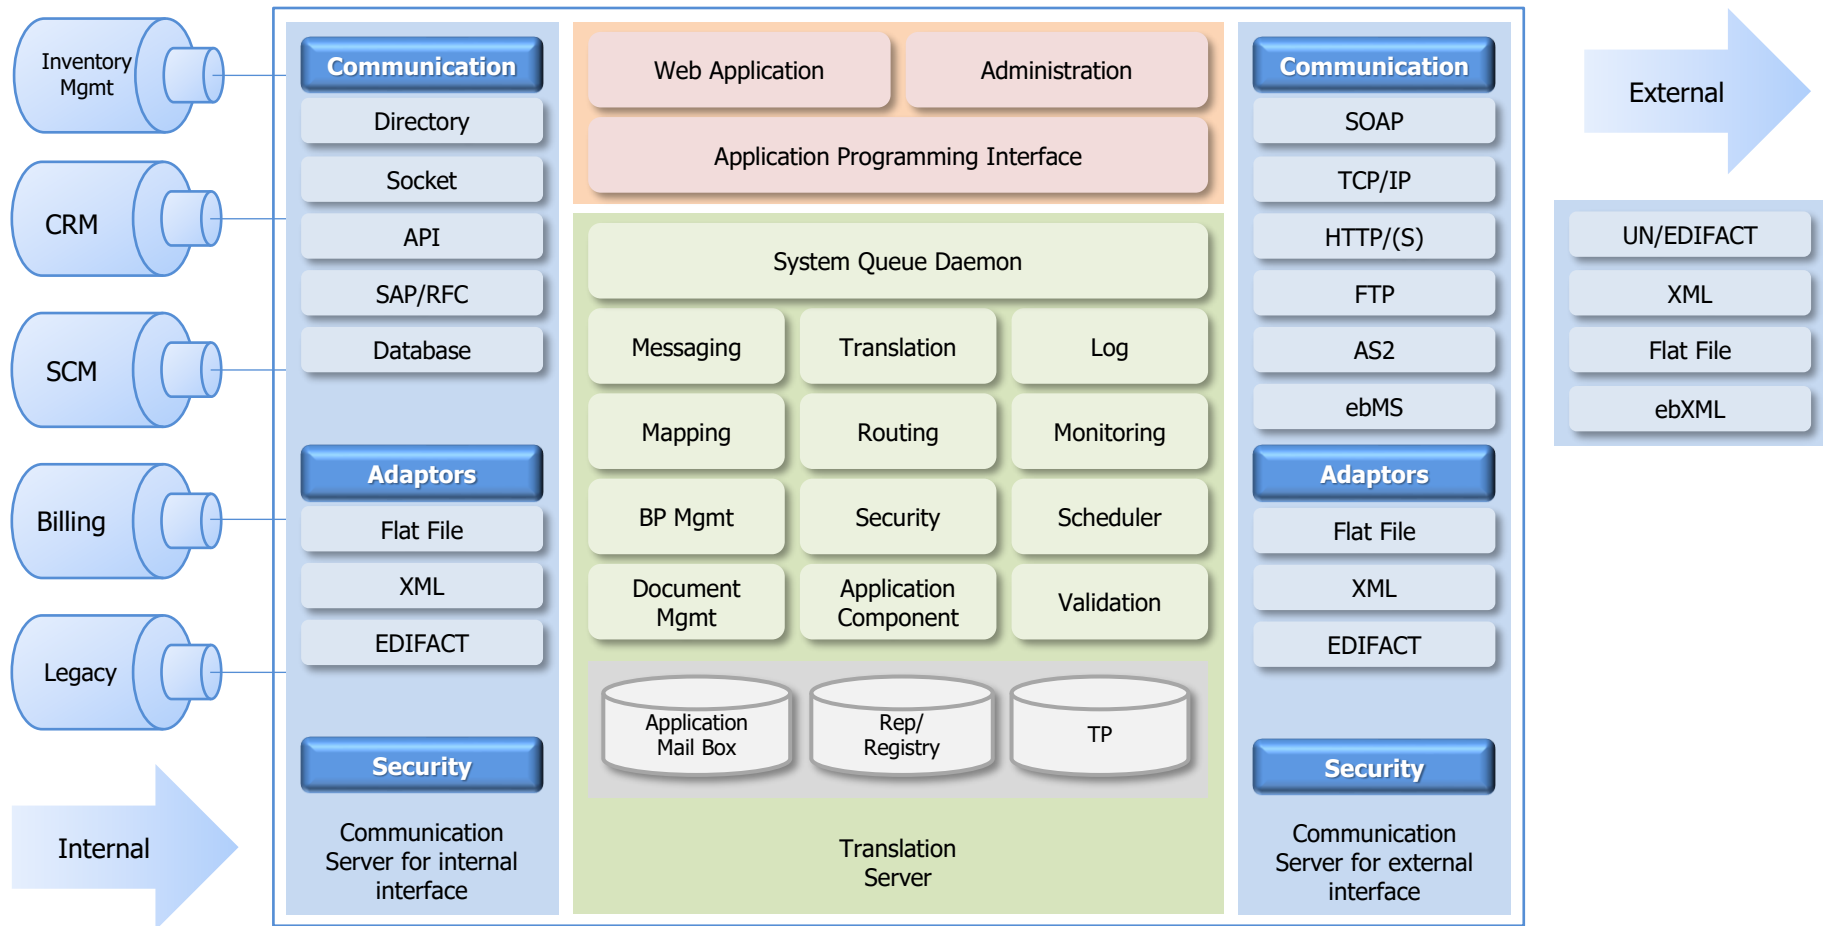 Inventory
Mgmt
CRM
SCM
Billing
Legacy
Internal
Communication
Directory
Socket
API
SAP/RFC
Database
Adaptors
Flat File
XML
EDIFACT
Security
Communication
Server for internal
interface
Web Application
Administration
Application Programming Interface
System Queue Daemon
Messaging
Translation
Log
Mapping
Routing
Monitoring
BP Mgmt
Security
Scheduler
Document
Mgmt
Application
Component
Validation
Application
Mail Box
Rep/
Registry
TP
Translation
Server
Communication
SOAP
TCP/IP
HTTP/(S)
FTP
AS2
ebMS
Adaptors
Flat File
XML
EDIFACT
Security
Communication
Server for external
interface
External
UN/EDIFACT
XML
Flat File
ebXML